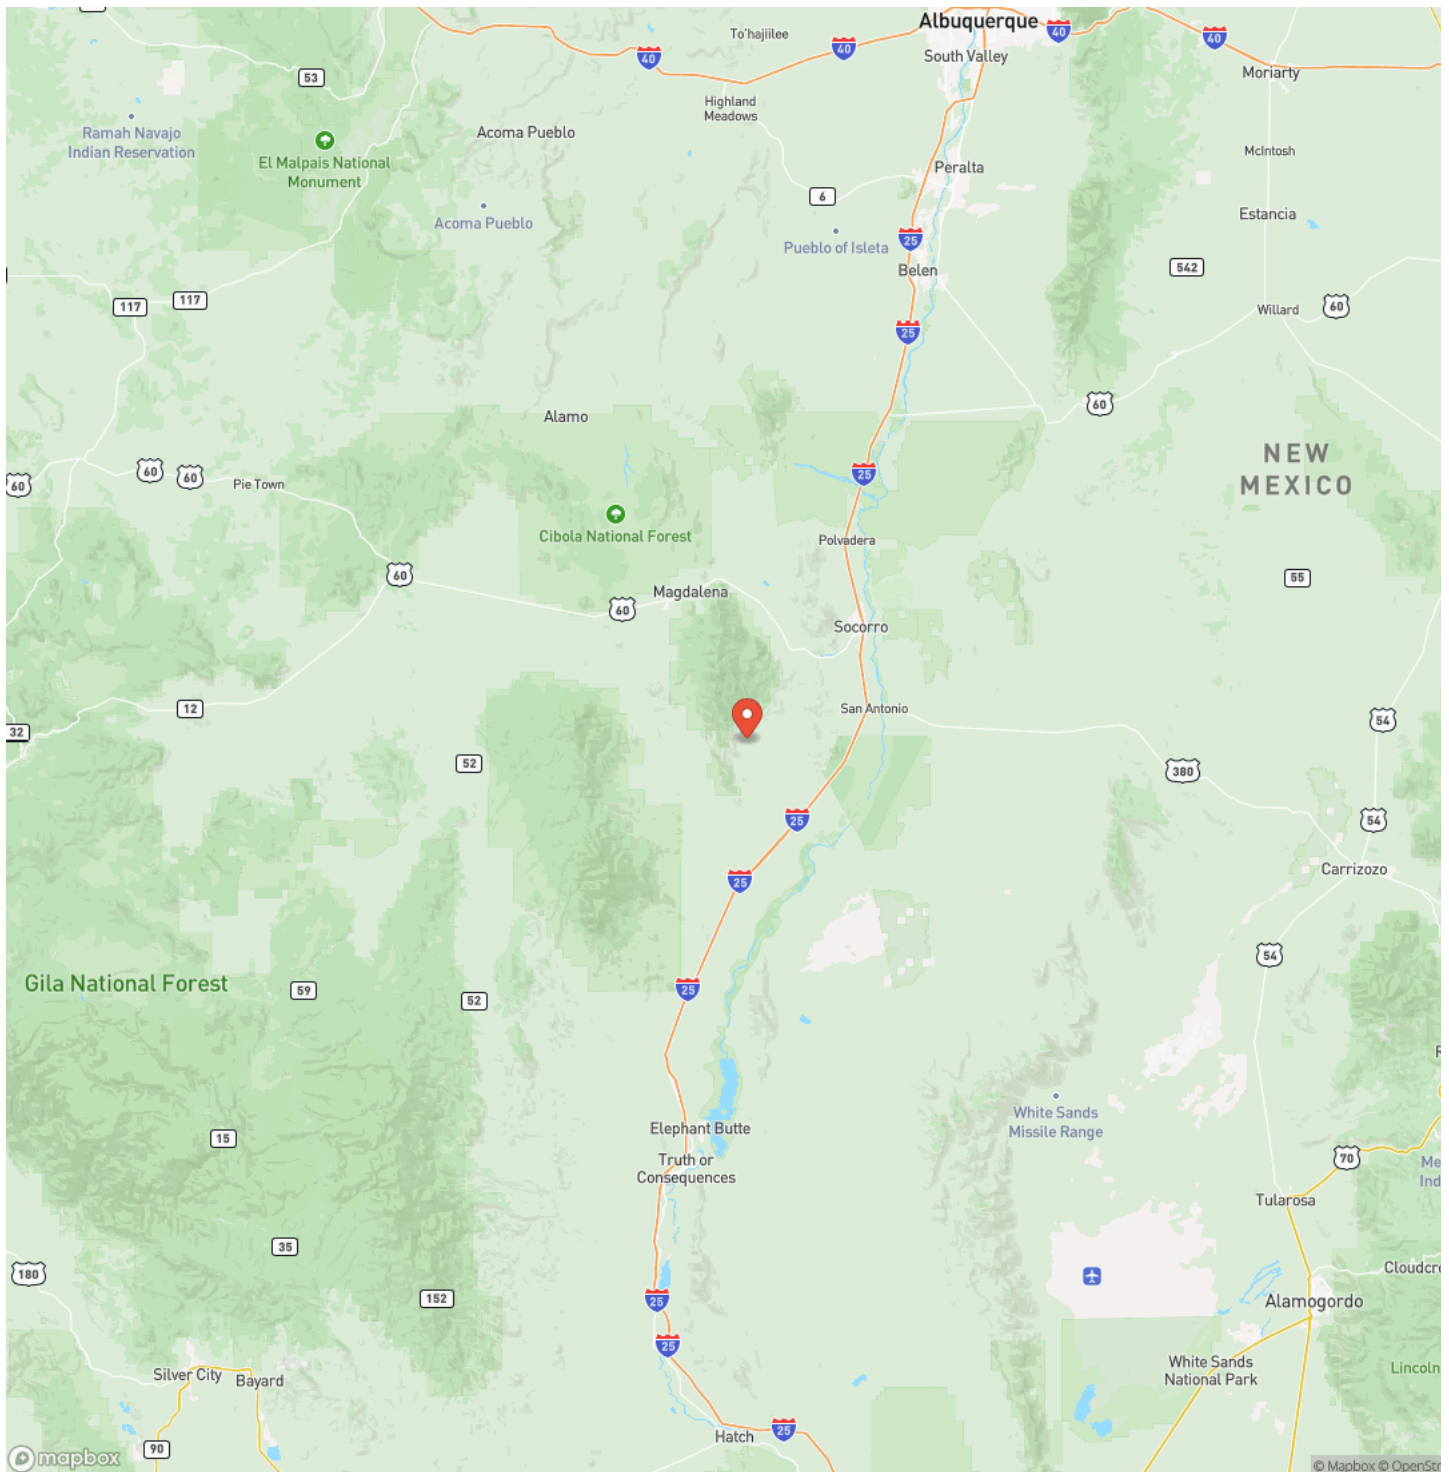 Albuquerque
40
To'hajiilee
40
40
40
South Valley
53
Moriarty
Highland
Meadows
Ramah Navajo
Indian Reservation
Acoma Pueblo
El Malpais National
Monument
McIntosh
Peralta
6
Acoma Pueblo
Estancia
25
Pueblo of Isleta
Belen
542
117
117
Willard
60
25
60
Alamo
NEW
MEXICO
60
60
60
Pie Town
25
Cibola National Forest
Polvadera
60
55
Magdalena
60
Socorro
12
San Antonio
54
32
52
380
25
54
Carrizozo
25
54
Gila National Forest
59
25
52
White Sands
Missile Range
Elephant Butte
15
Truth or
Consequences
70
Tularosa
35
180
Cloudcre
152
25
Alamogordo
25
White Sands
National Park
Lincoln
Silver City
Bayard
25
Hatch
90
mapbox
© Mapbox © OpenStr